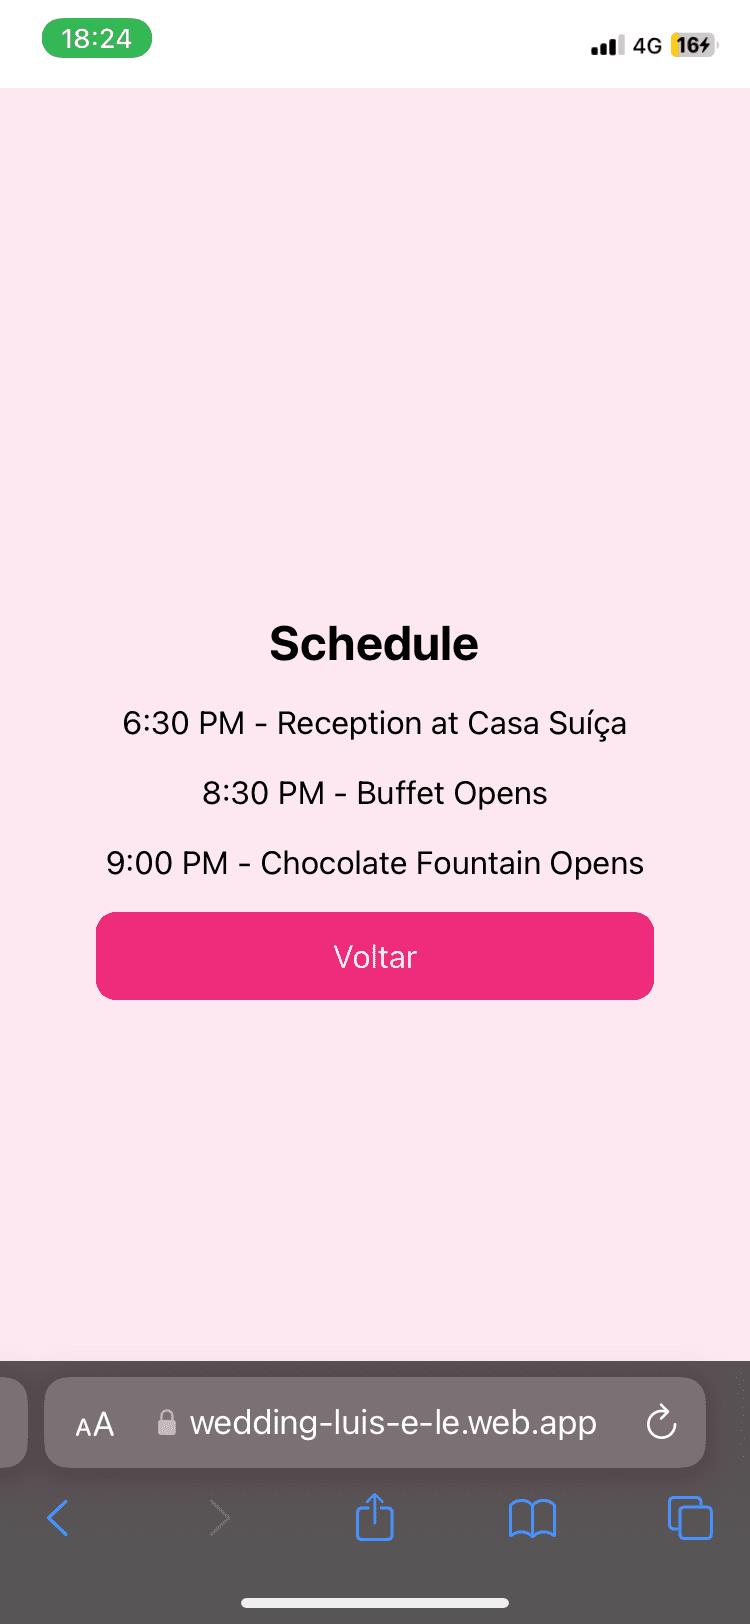 18:24
4G 16
Schedule
6:30 PM - Reception at Casa Suíça
8:30 PM - Buffet Opens
9:00 PM - Chocolate Fountain Opens
Voltar
AA wedding-luis-e-le.web.app